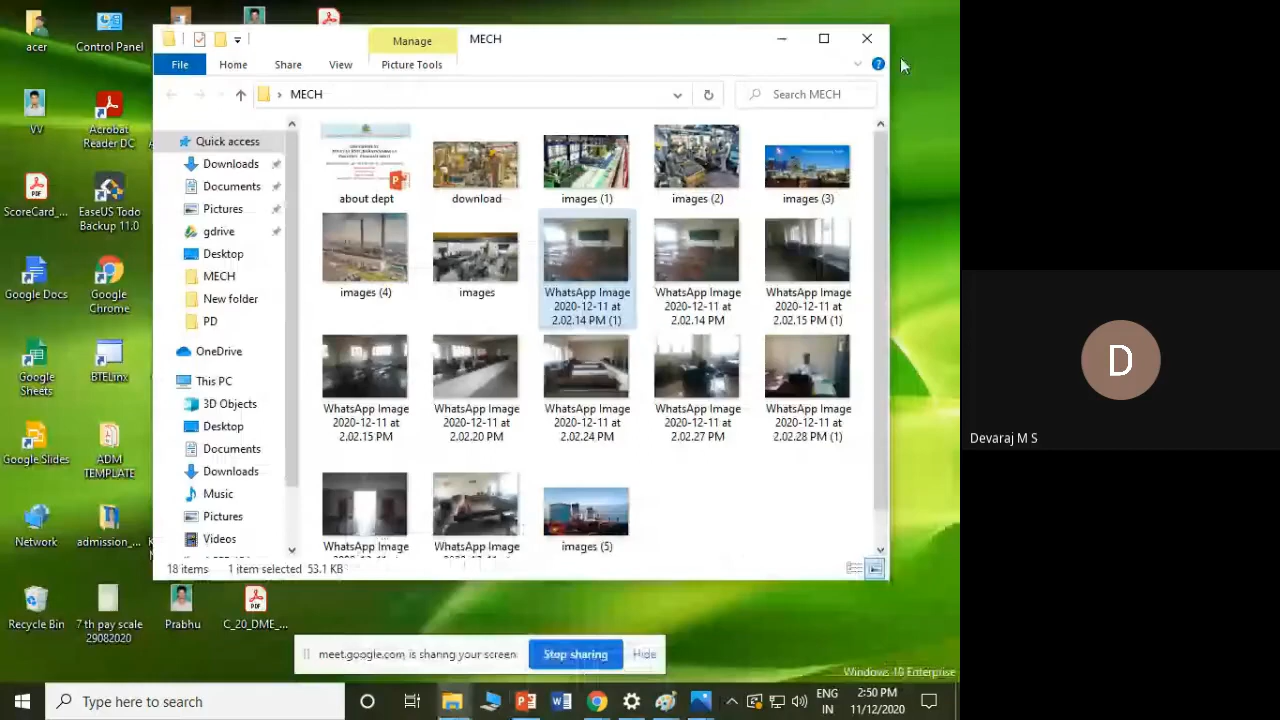 Manage
MECH
File
Home
Share
View
Picture Tools
MECH
Search MECH
acer
Control Panel
VV
Acrobat
Reader DC
ScoreCard_...
EaseUS Todo
Backup 11.0
Google Docs
Google
Chrome
Google
Sheets
BTELinx
Google Slides
ADM
TEMPLATE
Network
admission_...
Recycle Bin
7 th pay scale
29082020
Prabhu
C_20_DME_...
Quick access
Downloads
Documents
Pictures
gdrive
Desktop
MECH
New folder
PD
OneDrive
This PC
3D Objects
Desktop
Documents
Downloads
Music
Pictures
Videos
about dept
download
images (1)
images (2)
images (3)
images (4)
images
WhatsApp Image
2020-12-11 at
2.02.14 PM (1)
WhatsApp Image
2020-12-11 at
2.02.14 PM
WhatsApp Image
2020-12-11 at
2.02.15 PM (1)
WhatsApp Image
2020-12-11 at
2.02.15 PM
WhatsApp Image
2020-12-11 at
2.02.20 PM
WhatsApp Image
2020-12-11 at
2.02.24 PM
WhatsApp Image
2020-12-11 at
2.02.27 PM
WhatsApp Image
2020-12-11 at
2.02.28 PM (1)
WhatsApp Image
WhatsApp Image
images (5)
18 items
1 item selected 53.1 KB
meet.google.com is sharing your screen.
Stop sharing
Hide
Windows 10 Enterprise
Type here to search
ENG
IN
2:50 PM
11/12/2020
D
Devaraj M S